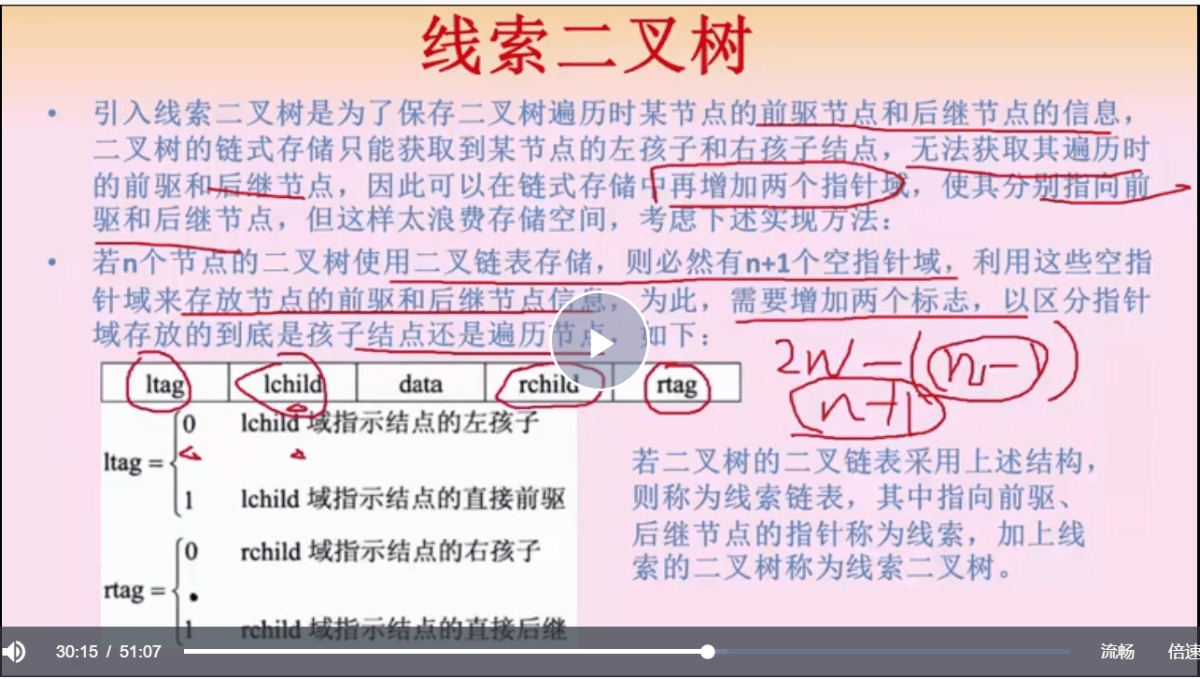 线索二叉树
• 引入线索二叉树是为了保存二叉树遍历时某节点的前驱节点和后继节点的信息，
二叉树的链式存储只能获取到某节点的左孩子和右孩子结点，无法获取其遍历时
的前驱和后继节点，因此可以在链式存储中再增加两个指针域，使其分别指向前
驱和后继节点，但这样太浪费存储空间，考虑下述实现方法：
• 若n个节点的二叉树使用二叉链表存储，则必然有n+1个空指针域，利用这些空指
针域来存放节点的前驱和后继节点信息，为此，需要增加两个标志，以区分指针
域存放的到底是孩子结点还是遍历节点，如下：
2n-(n-1)
n+1
ltag lchild data rchild rtag
ltag =
0 lchild 域指示结点的左孩子
1 lchild 域指示结点的直接前驱
rtag =
0 rchild 域指示结点的右孩子
1 rchild 域指示结点的直接后继
若二叉树的二叉链表采用上述结构，
则称为线索链表，其中指向前驱、
后继节点的指针称为线索，加上线
索的二叉树称为线索二叉树。
30:15 / 51:07 流畅 倍速